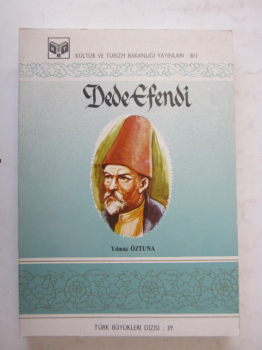 KÜLTÜR VE TURİZM BAKANLIĞI YAYINLARI : 811
Dede Efendi
Yılmaz ÖZTUNA
TÜRK BÜYÜKLERİ DİZİSİ : 39